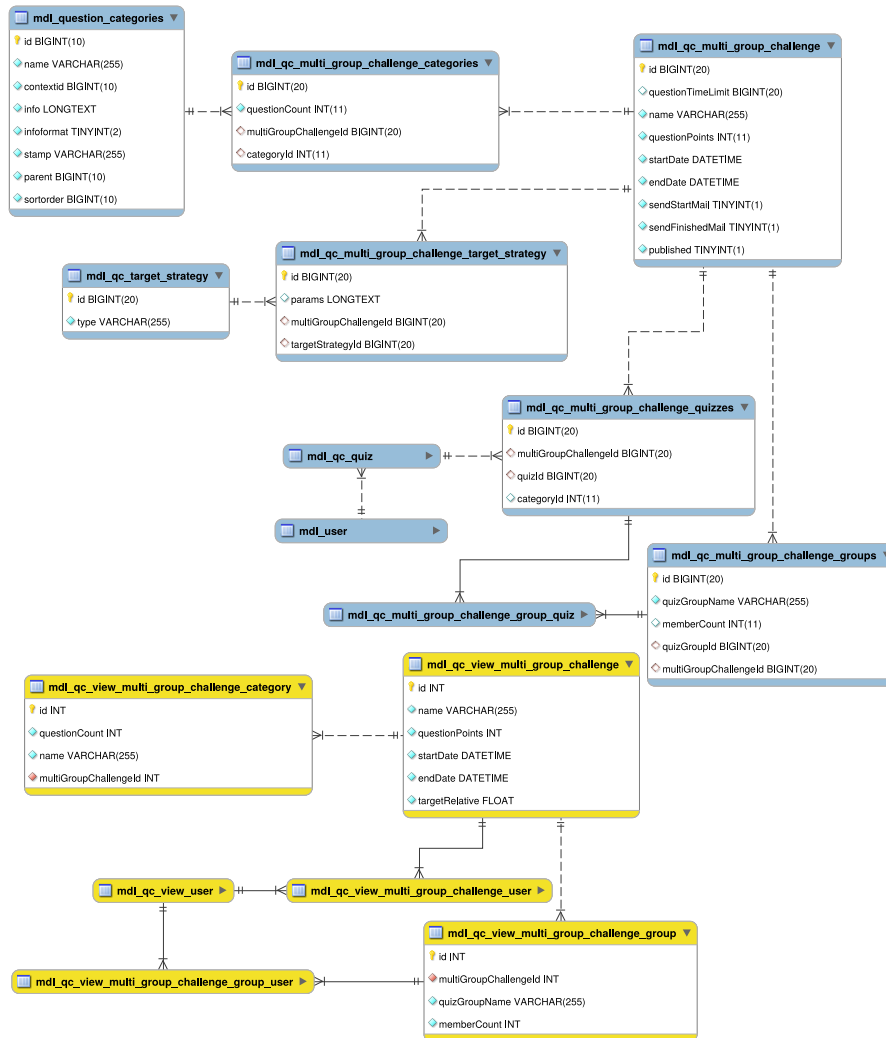 mdl_question_categories
id BIGINT(10)
name VARCHAR(255)
contextid BIGINT(10)
info LONGTEXT
infoformat TINYINT(2)
stamp VARCHAR(255)
parent BIGINT(10)
sortorder BIGINT(10)
mdl_qc_multi_group_challenge_categories
id BIGINT(20)
questionCount INT(11)
multiGroupChallengeId BIGINT(20)
categoryId INT(11)
mdl_qc_multi_group_challenge
id BIGINT(20)
questionTimeLimit BIGINT(20)
name VARCHAR(255)
questionPoints INT(11)
startDate DATETIME
endDate DATETIME
sendStartMail TINYINT(1)
sendFinishedMail TINYINT(1)
published TINYINT(1)
mdl_qc_target_strategy
id BIGINT(20)
type VARCHAR(255)
mdl_qc_multi_group_challenge_target_strategy
id BIGINT(20)
params LONGTEXT
multiGroupChallengeId BIGINT(20)
targetStrategyId BIGINT(20)
mdl_qc_multi_group_challenge_quizzes
id BIGINT(20)
multiGroupChallengeId BIGINT(20)
quizId BIGINT(20)
categoryId INT(11)
mdl_qc_quiz
mdl_user
mdl_qc_multi_group_challenge_groups
id BIGINT(20)
quizGroupName VARCHAR(255)
memberCount INT(11)
quizGroupId BIGINT(20)
multiGroupChallengeId BIGINT(20)
mdl_qc_multi_group_challenge_group_quiz
mdl_qc_view_multi_group_challenge_category
id INT
questionCount INT
name VARCHAR(255)
multiGroupChallengeId INT
mdl_qc_view_multi_group_challenge
id INT
name VARCHAR(255)
questionPoints INT
startDate DATETIME
endDate DATETIME
targetRelative FLOAT
mdl_qc_view_user
mdl_qc_view_multi_group_challenge_user
mdl_qc_view_multi_group_challenge_group
id INT
multiGroupChallengeId INT
quizGroupName VARCHAR(255)
memberCount INT
mdl_qc_view_multi_group_challenge_group_user